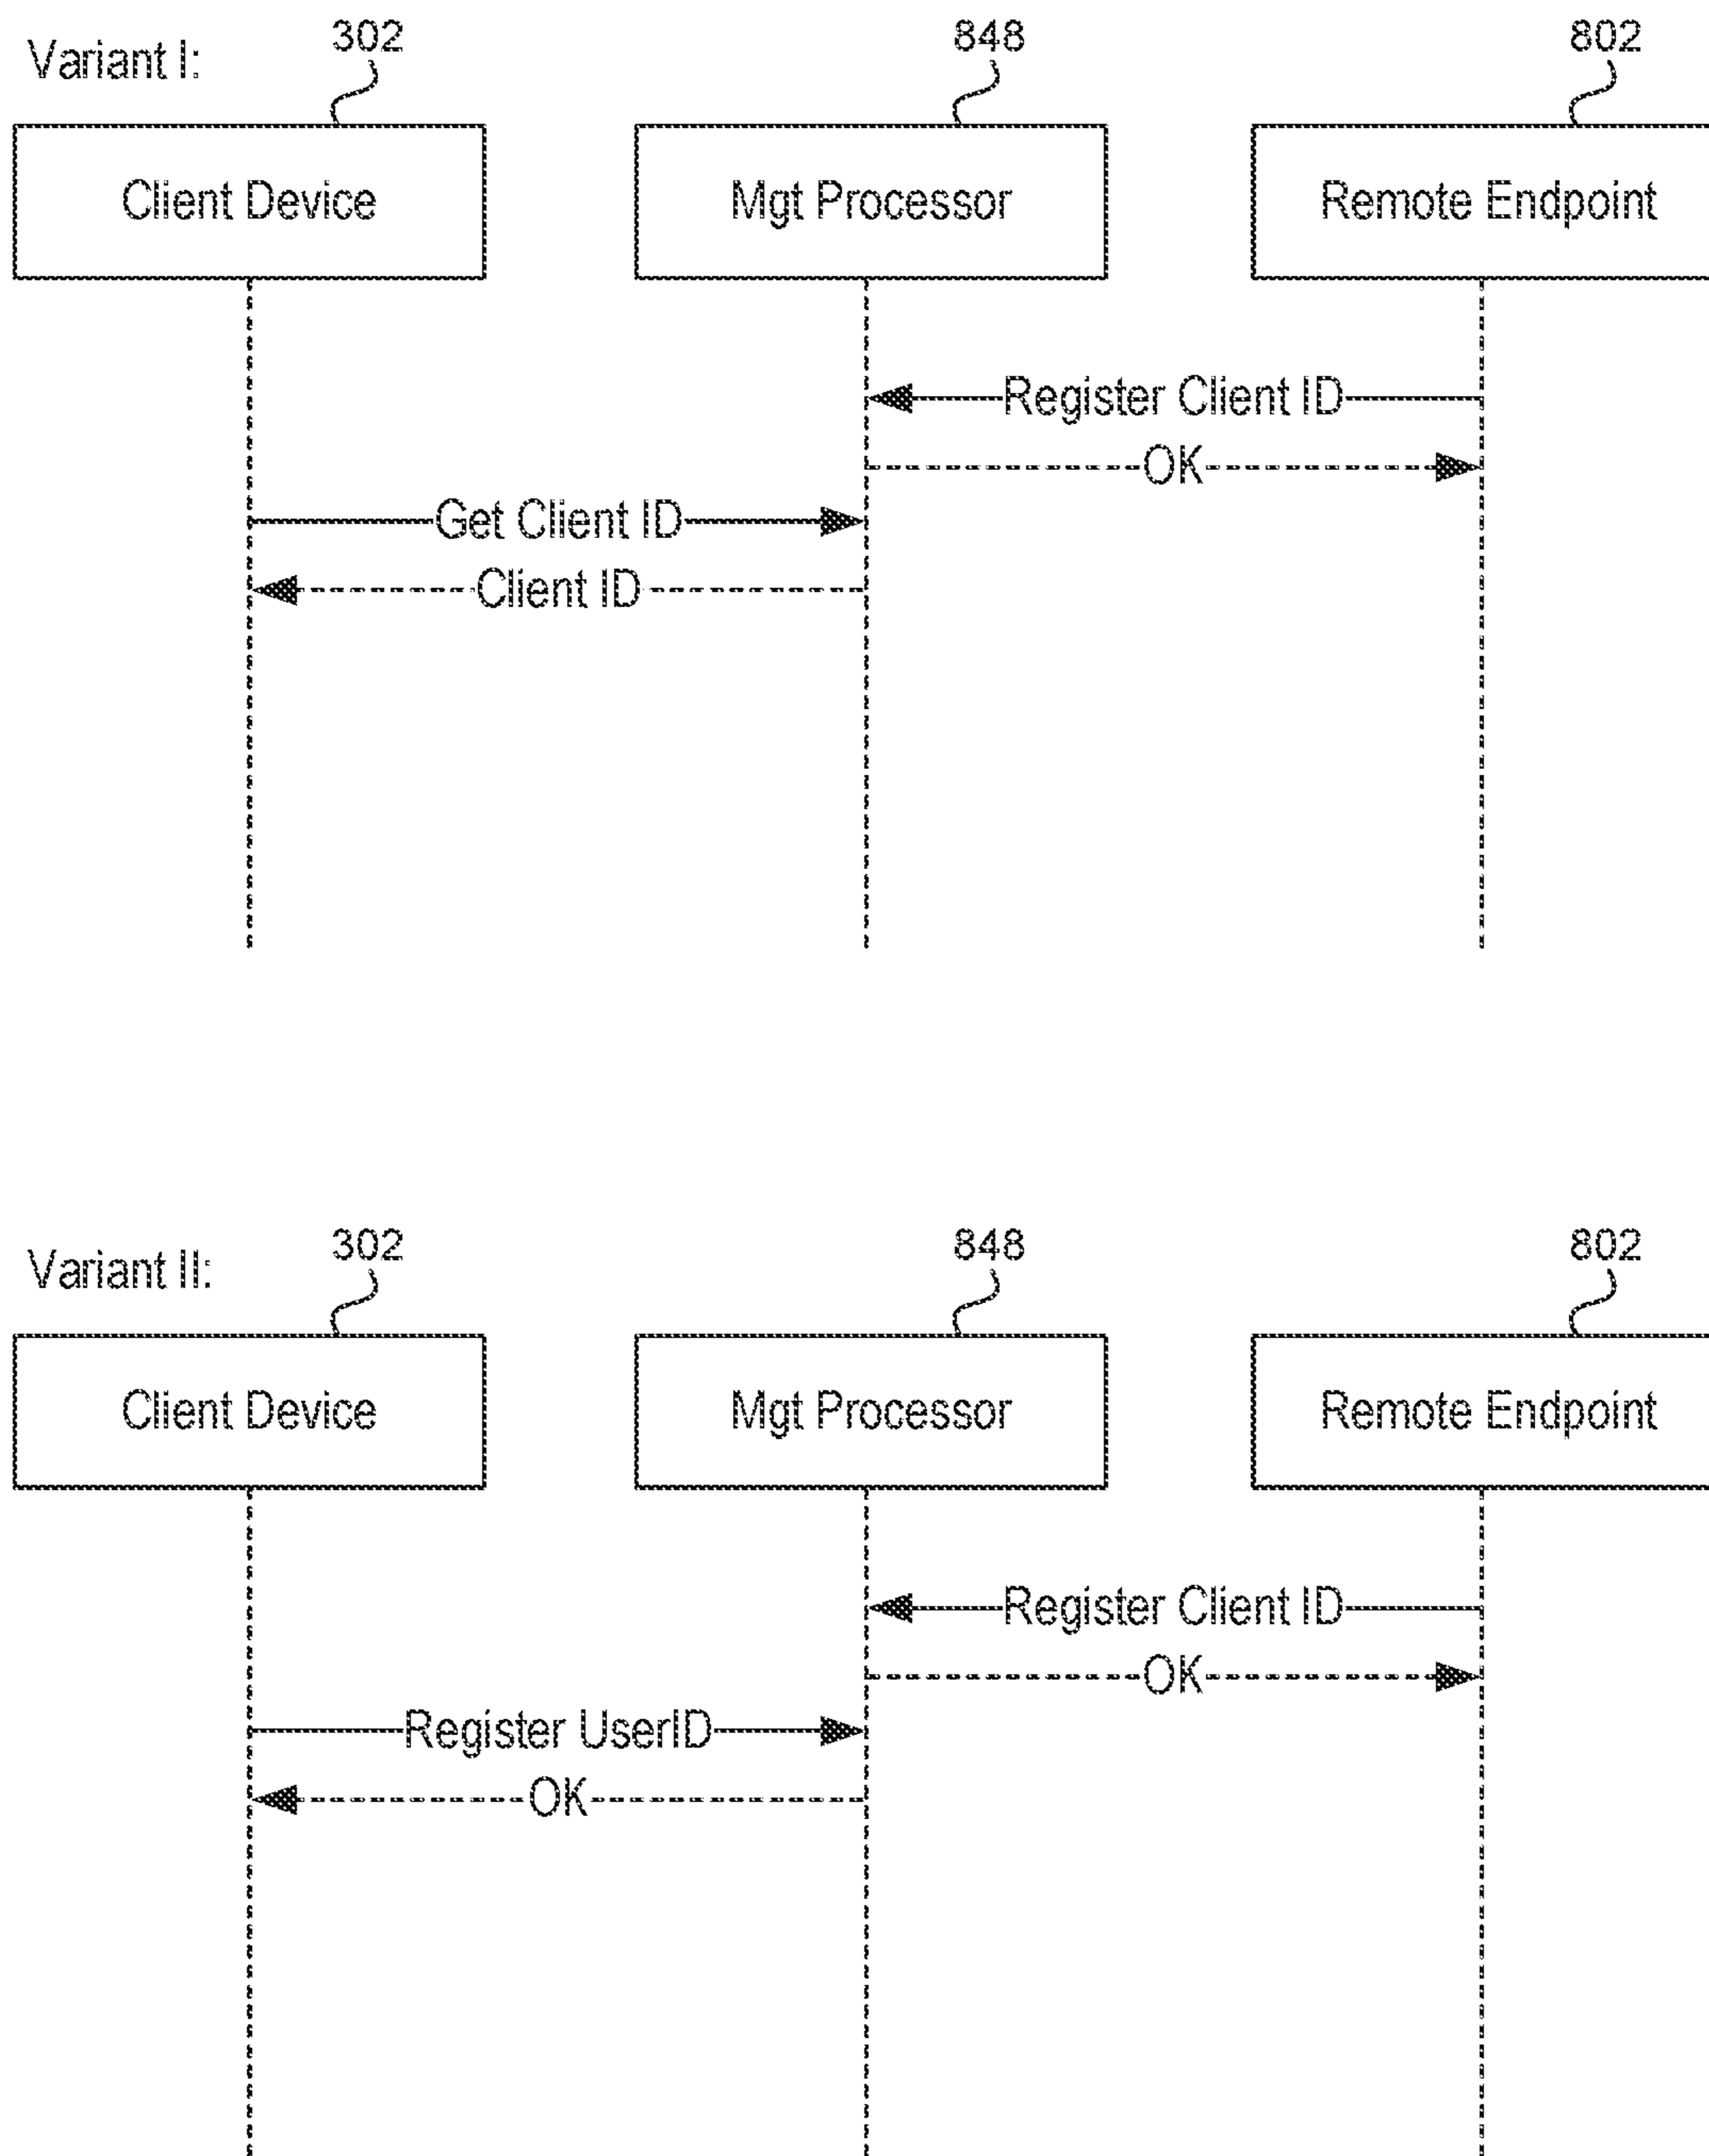 Variant I:
302
848
802
Client Device
Mgt Processor
Remote Endpoint
Register Client ID
OK
Get Client ID
Client ID
Variant II:
302
848
802
Client Device
Mgt Processor
Remote Endpoint
Register Client ID
OK
Register UserID
OK